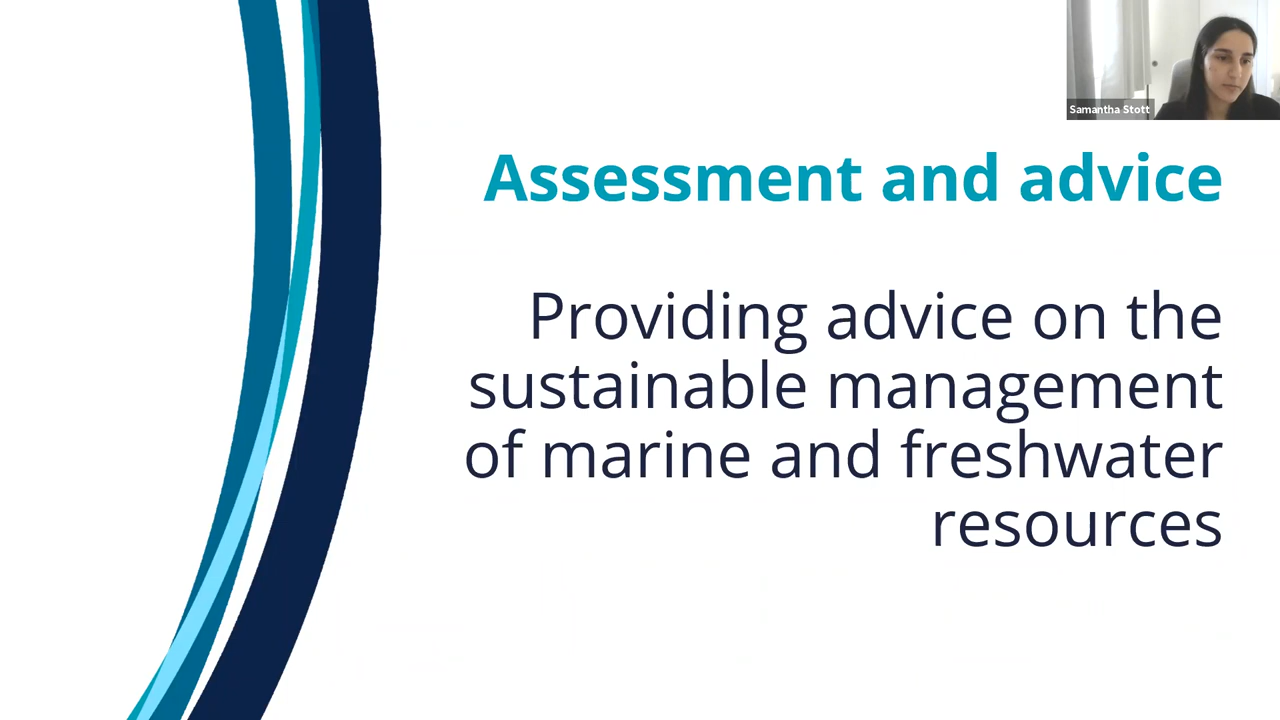 Samantha Stott
Assessment and advice
Providing advice on the
sustainable management
of marine and freshwater
resources